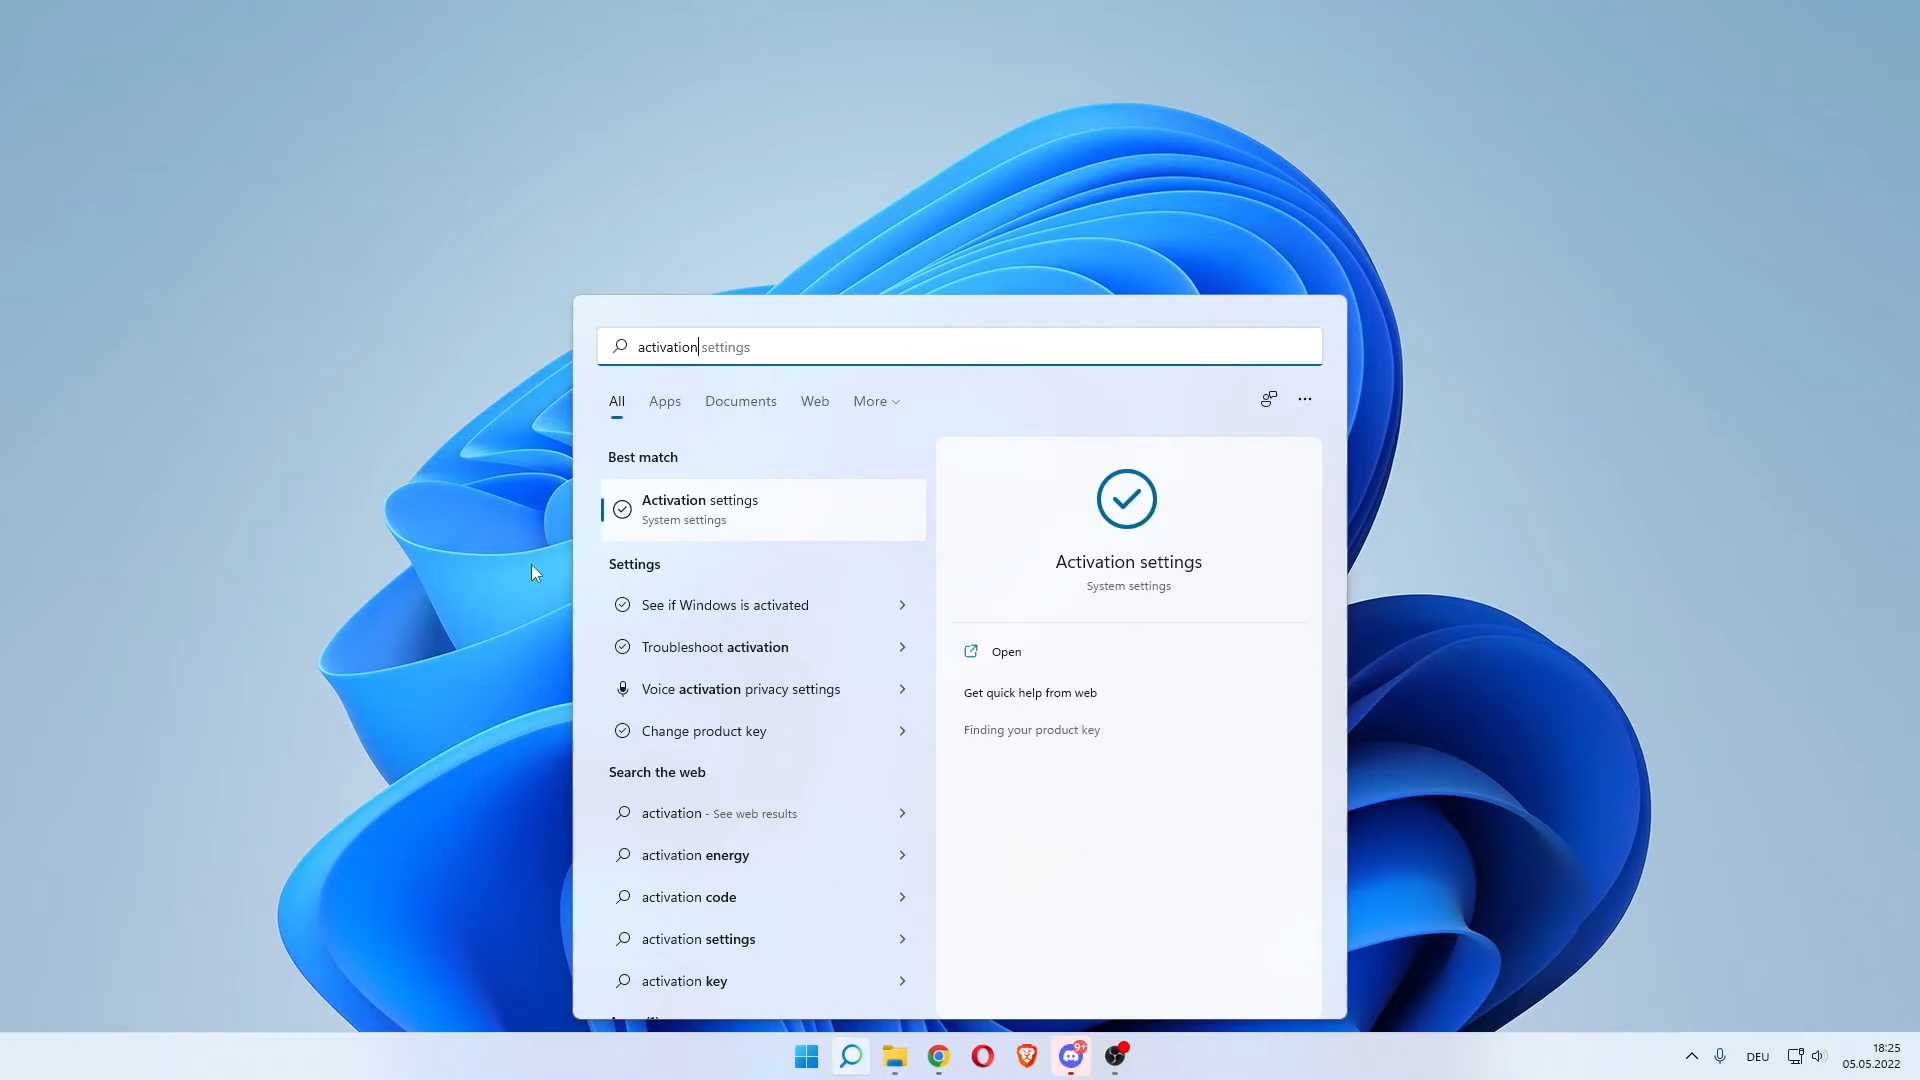 activation settings
All Apps Documents Web More
Best match
Activation settings
System settings
Settings
See if Windows is activated
Troubleshoot activation
Voice activation privacy settings
Change product key
Search the web
activation - See web results
activation energy
activation code
activation settings
activation key
Activation settings
System settings
Open
Get quick help from web
Finding your product key
9+
DEU
18:25
05.05.2022